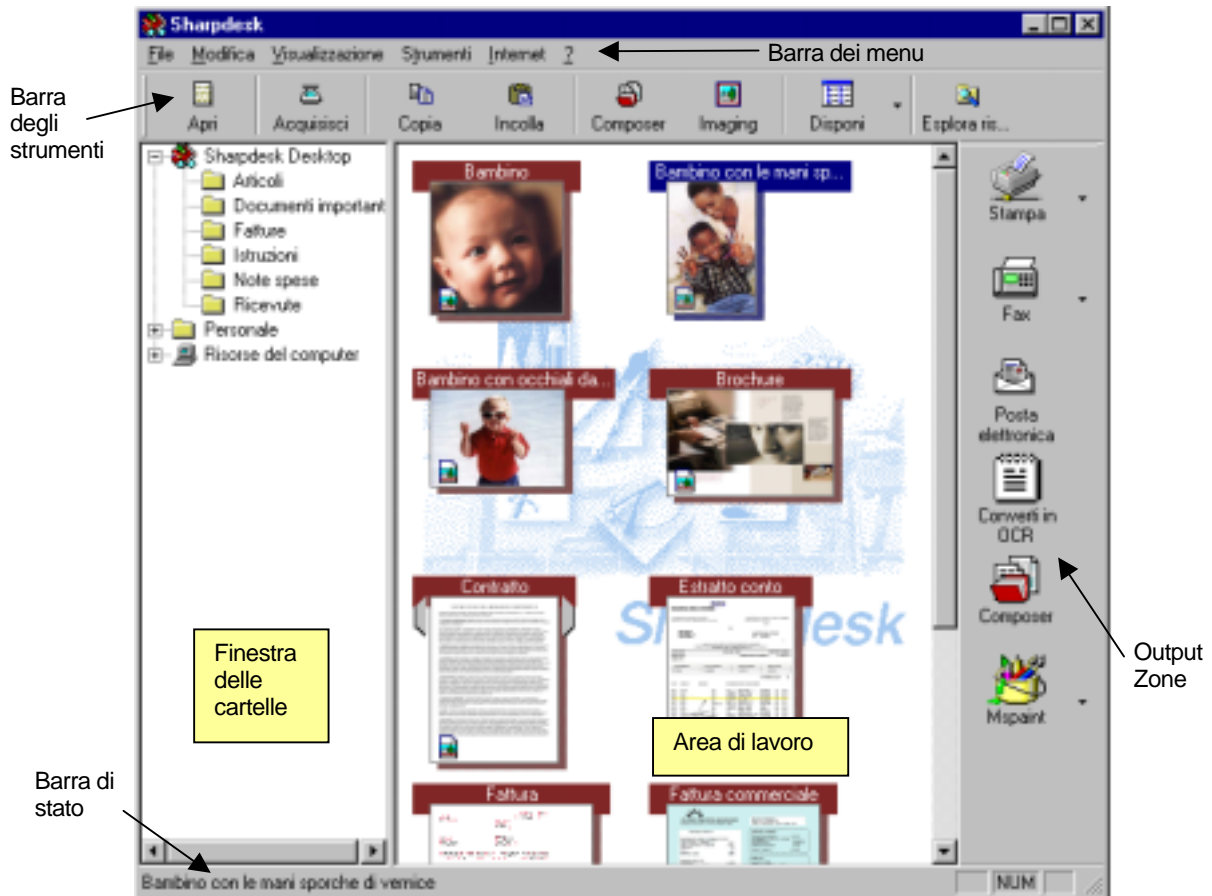 Sharpdesk
File Modifica Visualizzazione Strumenti Internet ?
Barra dei menu
Barra
degli
strumenti
Apri Acquisisci Copia Incolla Composer Imaging Disponi Esplora ris...
Sharpdesk Desktop
Articoli
Documenti important
Fatture
Istruzioni
Note spese
Ricevute
Personale
Risorse del computer
Bambino
Bambino con le mani sp...
Bambino con occhiali da...
Brochure
Contratto
Estratto conto
Sh desk
Fattura
Fattura commerciale
Finestra
delle
cartelle
Area di lavoro
Stampa
Fax
Posta
elettronica
Converti in
OCR
Composer
Mspaint
Output
Zone
Barra di
stato
Bambino con le mani sporche di vernice
NUM